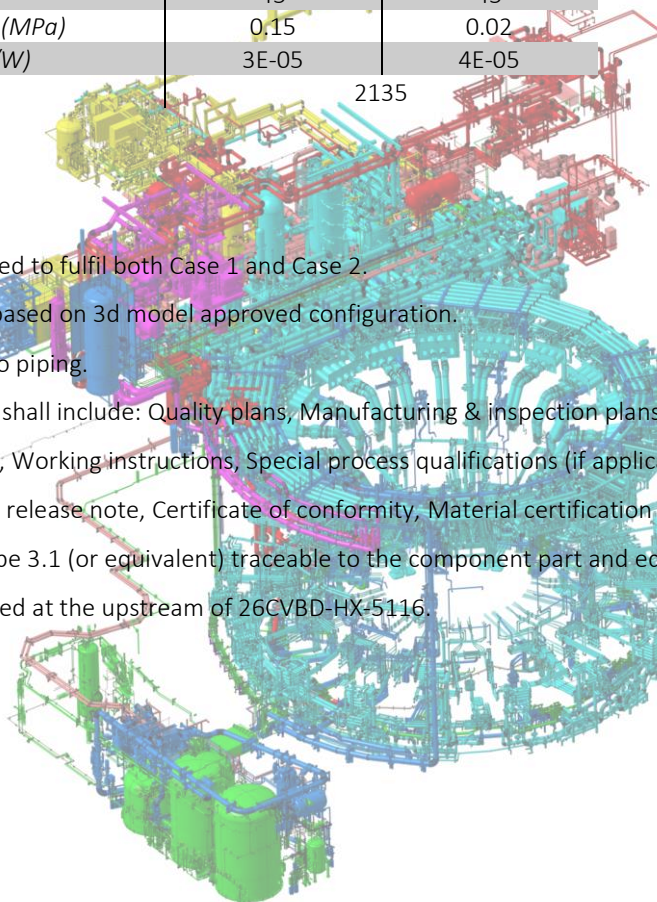 (MPa) 0.15 0.02
/W) 3E-05 4E-05
2135
ed to fulfil both Case 1 and Case 2.
based on 3d model approved configuration.
o piping.
shall include: Quality plans, Manufacturing & inspection plans
, Working instructions, Special process qualifications (if applica
release note, Certificate of conformity, Material certification
pe 3.1 (or equivalent) traceable to the component part and eq
ed at the upstream of 26CVBD-HX-5116.